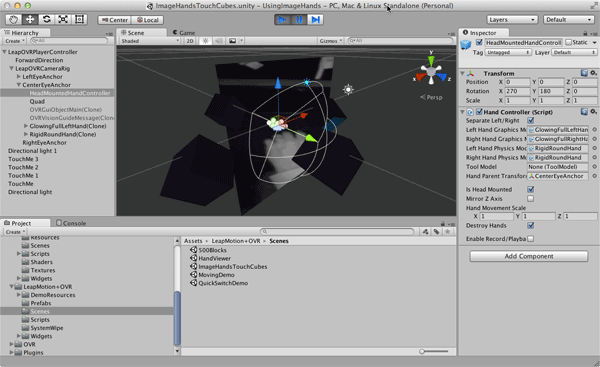 ImageHandsTouchCubes.unity – UsingImageHands – PC, Mac & Linux Standalone (Personal)
Center Local Layers Default
Hierarchy
Create All
LeapOVRPlayerController
ForwardDirection
LeapOVRCameraRig
LeftEyeAnchor
CenterEyeAnchor
HeadMountedHandController
Quad
OVRGuiObjectMain(Clone)
OVRVisionGuideMessage(Clone)
GlowingFullLeftHand(Clone)
RigidRoundHand(Clone)
RightEyeAnchor
Directional light 1
TouchMe 3
TouchMe 2
TouchMe 1
TouchMe
Directional light
Scene Game
Shaded 2D Gizmos All
y
x
z
Persp
Inspector
HeadMountedHandControll Static
Tag Untagged Layer Default
Transform
Position X 0 Y 0 Z 0
Rotation X 270 Y 180 Z 0
Scale X 1 Y 1 Z 1
Hand Controller (Script)
Separate Left/Right
Left Hand Graphics M GlowingFullLeftHan
Right Hand Graphics M GlowingFullRightHa
Left Hand Physics Mod RigidRoundHand
Right Hand Physics Mo RigidRoundHand
Tool Model None (ToolModel)
Hand Parent Transform CenterEyeAnchor
Is Head Mounted
Mirror Z Axis
Hand Movement Scale
X 1 Y 1 Z 1
Destroy Hands
Enable Record/Playba
Add Component
Project Console
Create
Resources
Scenes
Scripts
Shaders
Textures
Widgets
LeapMotion+OVR
DemoResources
Prefabs
Scenes
Scripts
SystemWipe
Widgets
OVR
Plugins
Assets LeapMotion+OVR Scenes
500Blocks
HandViewer
ImageHandsTouchCubes
MovingDemo
QuickSwitchDemo